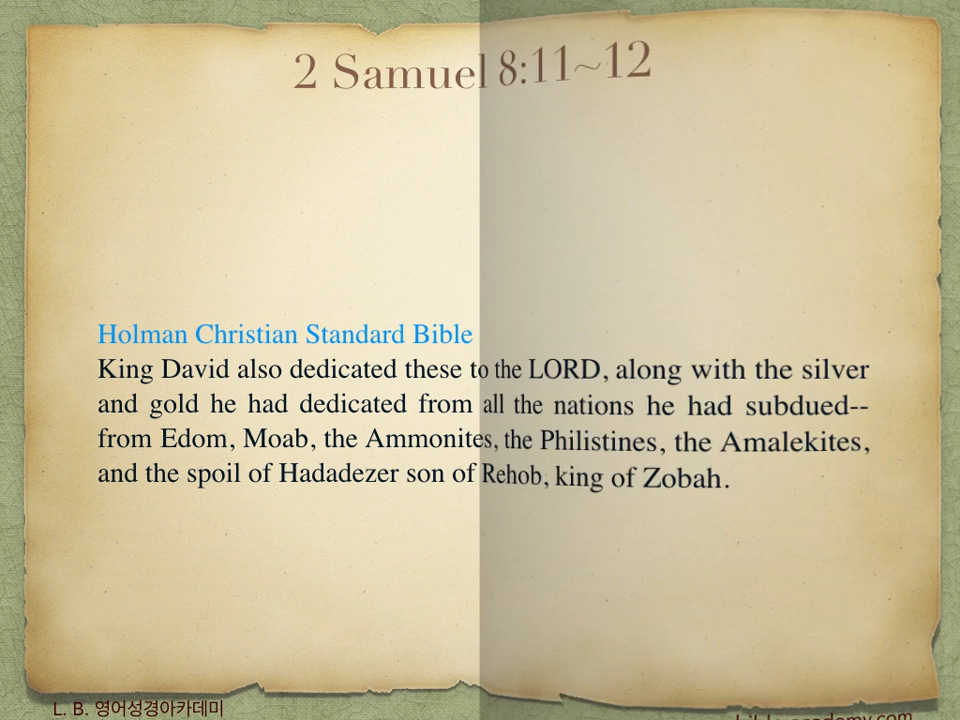 2 Samuel 8:11~12
Holman Christian Standard Bible
King David also dedicated these to the LORD, along with the silver
and gold he had dedicated from all the nations he had subdued--
from Edom, Moab, the Ammonites, the Philistines, the Amalekites,
and the spoil of Hadadezer son of Rehob, king of Zobah.
L. B. 영어성경아카데미